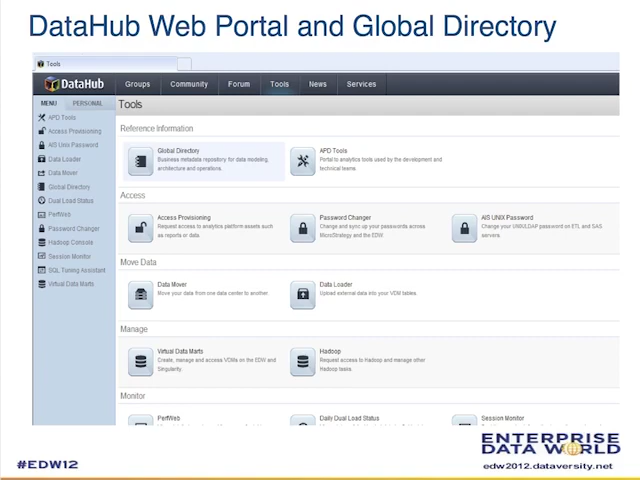 DataHub Web Portal and Global Directory
Tools
DataHub
Groups Community Forum Tools News Services
MENU PERSONAL
Tools
APD Tools
Access Provisioning
AIS Unix Password
Data Loader
Data Mover
Global Directory
Dual Load Status
PerfWeb
Password Changer
Hadoop Console
Session Monitor
SQL Tuning Assistant
Virtual Data Marts
Reference Information
Global Directory
Business metadata repository for data modeling,
architecture and operations.
APD Tools
Portal to analytics tools used by the development and
technical teams.
Access
Access Provisioning
Request access to analytics platform assets such
as reports or data.
Password Changer
Change and sync up your passwords across
MicroStrategy and the EDW.
AIS UNIX Password
Change your UNIX/LDAP password on ETL and SAS
servers.
Move Data
Data Mover
Move your data from one data center to another.
Data Loader
Upload external data into your VDM tables.
Manage
Virtual Data Marts
Create, manage and access VDMs on the EDW and
Singularity.
Hadoop
Request access to Hadoop and manage other
Hadoop tasks.
Monitor
PerfWeb
Daily Dual Load Status
Session Monitor
#EDW12
ENTERPRISE
DATA WORLD
edw2012.dataversity.net